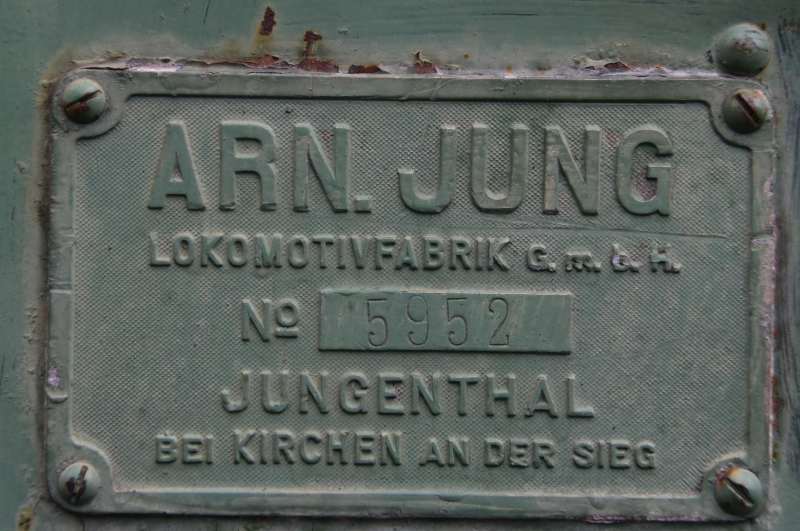 ARN. JUNG
LOKOMOTIVFABRIK G.m.b.H.
Nº 5952
JUNGENTHAL
BEI KIRCHEN AN DER SIEG